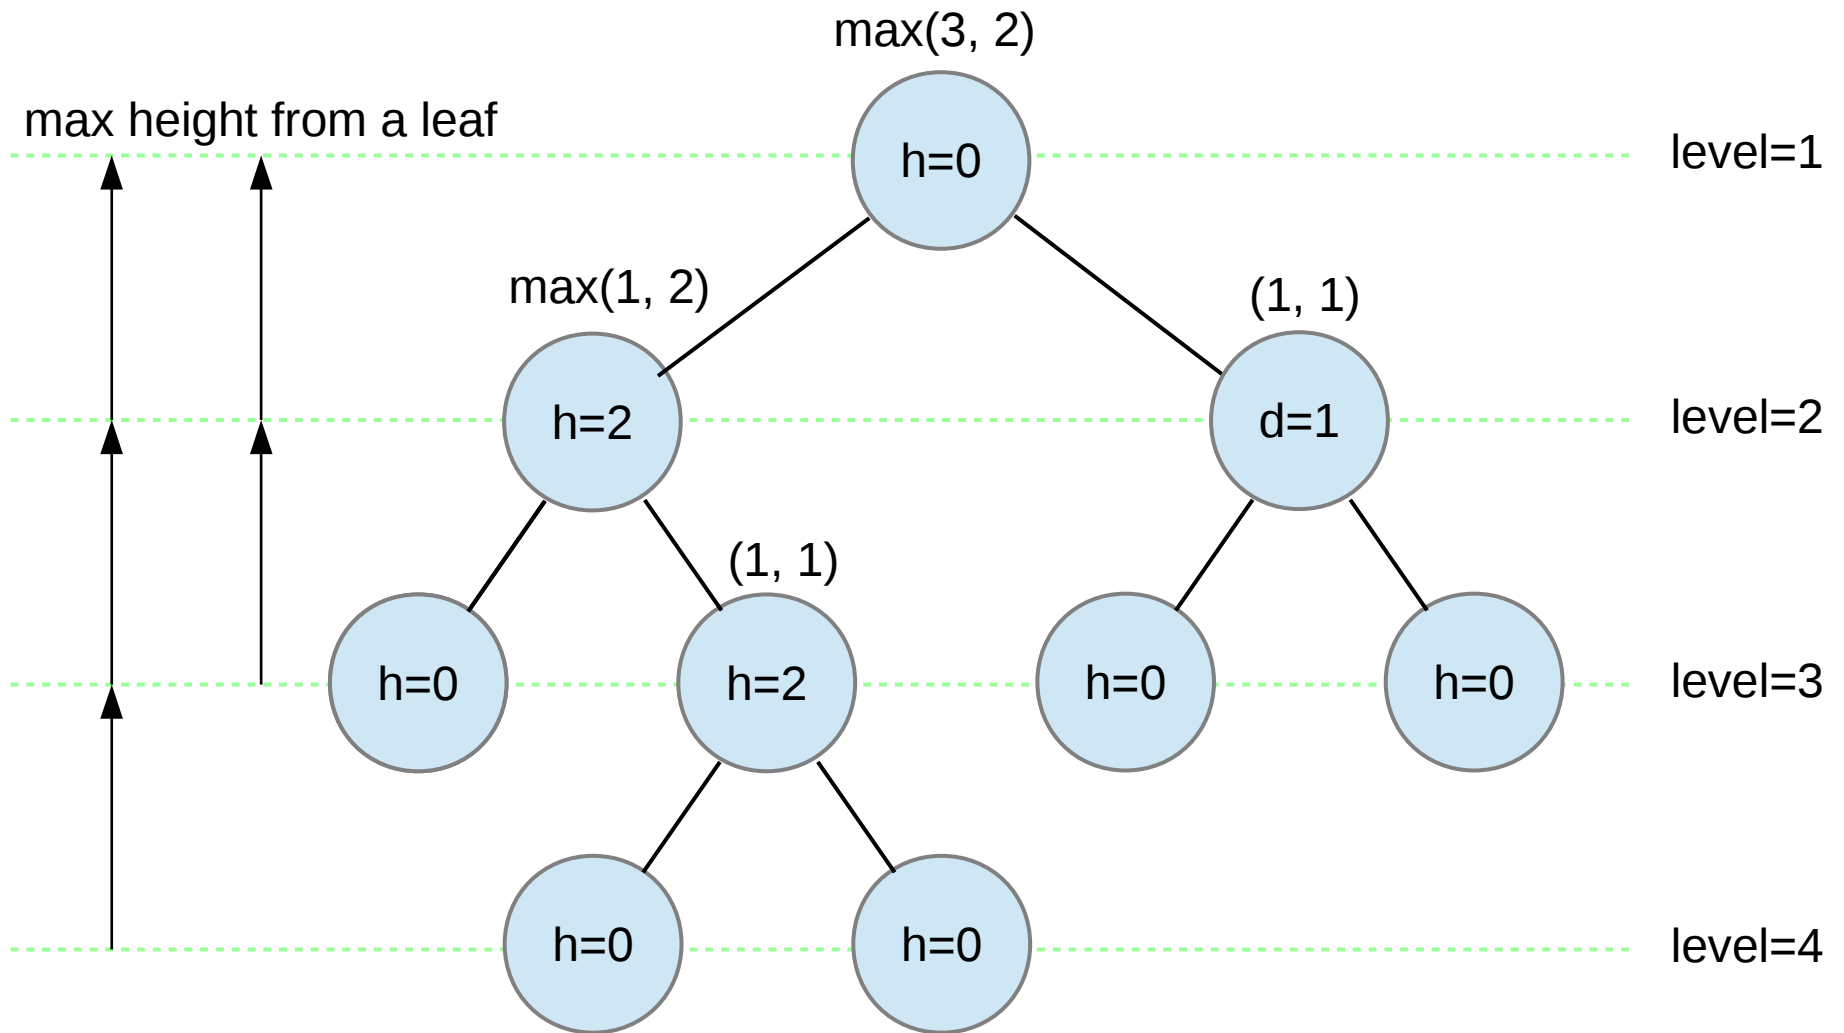 max(3, 2)
max height from a leaf
h=0
level=1
max(1, 2)
(1, 1)
h=2
d=1
level=2
(1, 1)
h=0
h=2
h=0
h=0
level=3
h=0
h=0
level=4